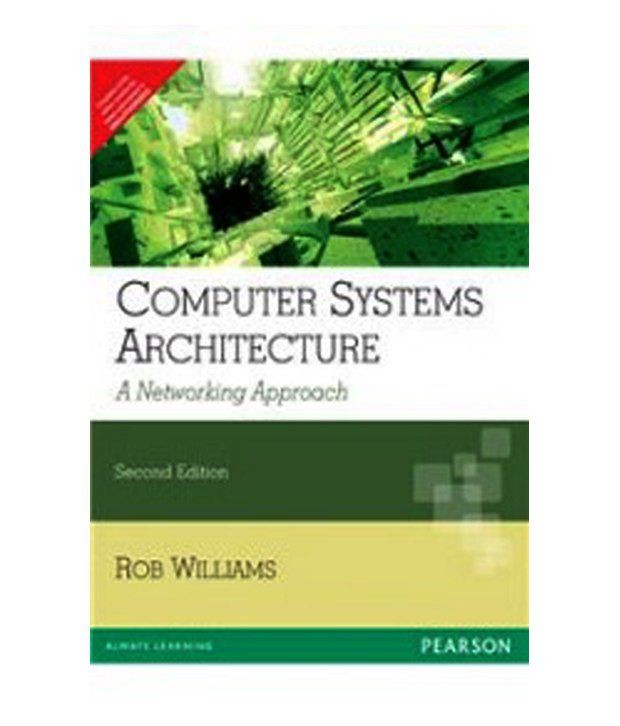 COMPUTER SYSTEMS
ARCHITECTURE
A Networking Approach
Second Edition
ROB WILLIAMS
ALWAYS LEARNING
PEARSON